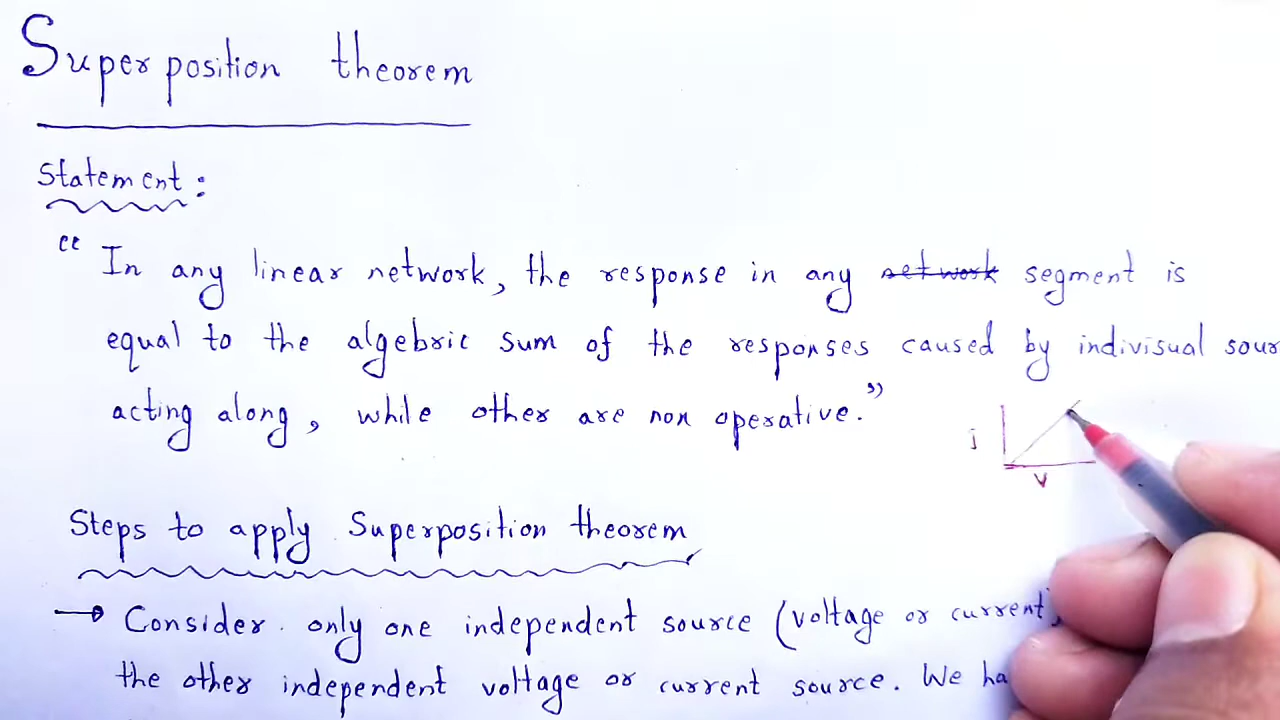 Superposition theorem
Statement:
“ In any linear network, the response in any network segment is
equal to the algebric sum of the responses caused by indivisual
acting along, while other are non operative.”
i
V
Steps to apply Superposition theorem
→ Consider only one independent source (voltage or current)
the other independent voltage or current source. We